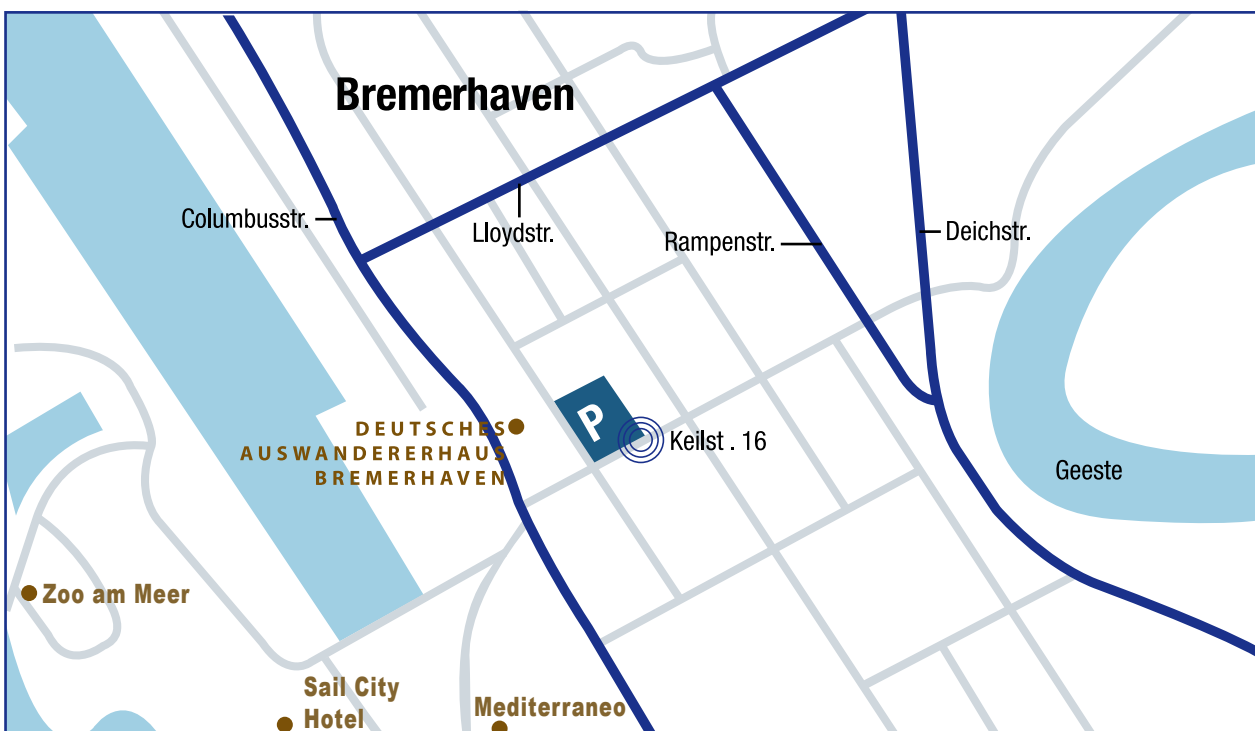 Bremerhaven
Columbusstr.
Lloydstr.
Rampenstr.
Deichstr.
P
DEUTSCHES
AUSWANDERERHAUS
BREMERHAVEN
Keilst . 16
Geeste
Zoo am Meer
Sail City
Hotel
Mediterraneo